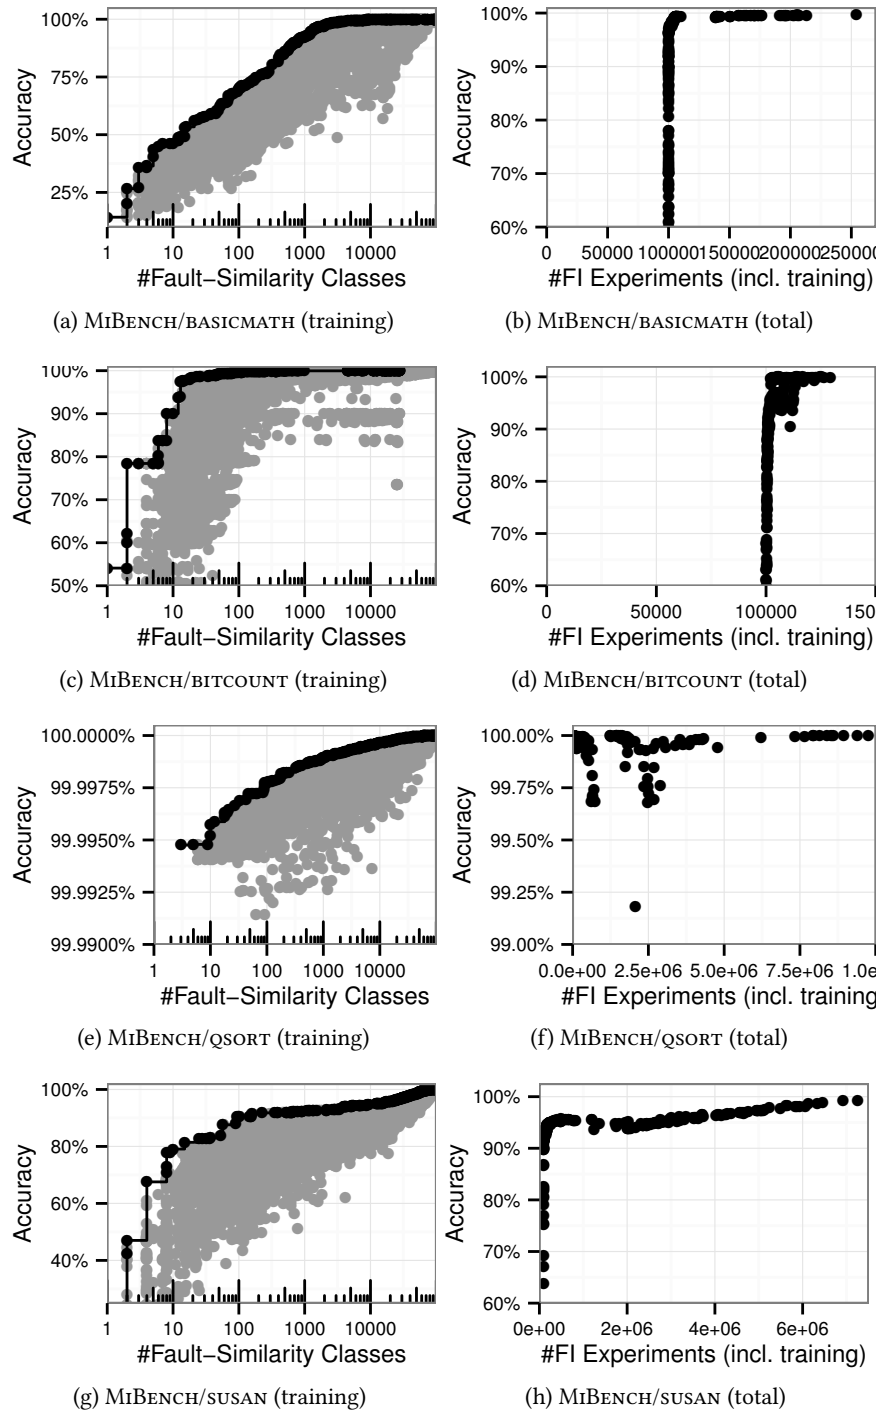 100%
75%
50%
25%
Accuracy
1 10 100 1000 10000
#Fault−Similarity Classes
(a) MiBench/basicmath (training)
100%
90%
80%
70%
60%
Accuracy
0 50000 100000 150000 200000 250000
#FI Experiments (incl. training)
(b) MiBench/basicmath (total)
100%
90%
80%
70%
60%
50%
Accuracy
1 10 100 1000 10000
#Fault−Similarity Classes
(c) MiBench/bitcount (training)
100%
90%
80%
70%
60%
Accuracy
0 50000 100000 150
#FI Experiments (incl. training)
(d) MiBench/bitcount (total)
100.0000%
99.9975%
99.9950%
99.9925%
99.9900%
Accuracy
1 10 100 1000 10000
#Fault−Similarity Classes
(e) MiBench/qsort (training)
100.00%
99.75%
99.50%
99.25%
99.00%
Accuracy
0.0e+00 2.5e+06 5.0e+06 7.5e+06 1.0e
#FI Experiments (incl. training
(f) MiBench/qsort (total)
100%
80%
60%
40%
Accuracy
1 10 100 1000 10000
#Fault−Similarity Classes
(g) MiBench/susan (training)
100%
90%
80%
70%
60%
Accuracy
0e+00 2e+06 4e+06 6e+06
#FI Experiments (incl. training)
(h) MiBench/susan (total)